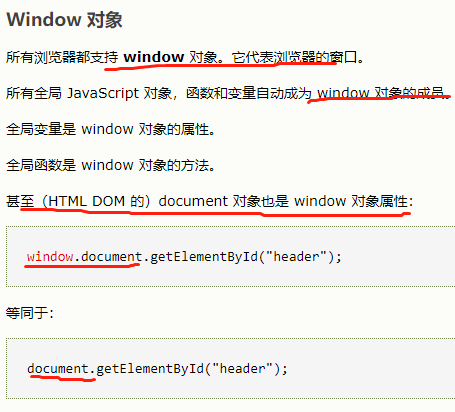 Window 对象
所有浏览器都支持 window 对象。它代表浏览器的窗口。
所有全局 JavaScript 对象，函数和变量自动成为 window 对象的成员。
全局变量是 window 对象的属性。
全局函数是 window 对象的方法。
甚至（HTML DOM 的）document 对象也是 window 对象属性：
window.document.getElementById("header");
等同于：
document.getElementById("header");